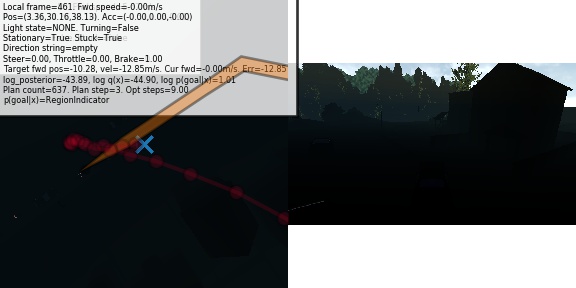 Local frame=461. Fwd speed=-0.00m/s
Pos=(3.36,30.16,38.13). Acc=(-0.00,0.00,-0.00)
Light state=NONE. Turning=False
Stationary=True. Stuck=True
Direction string=empty
Steer=0.00, Throttle=0.00, Brake=1.00
Target fwd pos=-10.28, vel=-12.85m/s. Cur fwd=-0.00m/s. Err=-12.85
log_posterior=-43.89, log q(x)=-44.90, log p(goal|x)=1.01
Plan count=637. Plan step=3. Opt steps=9.00
p(goal|x)=RegionIndicator